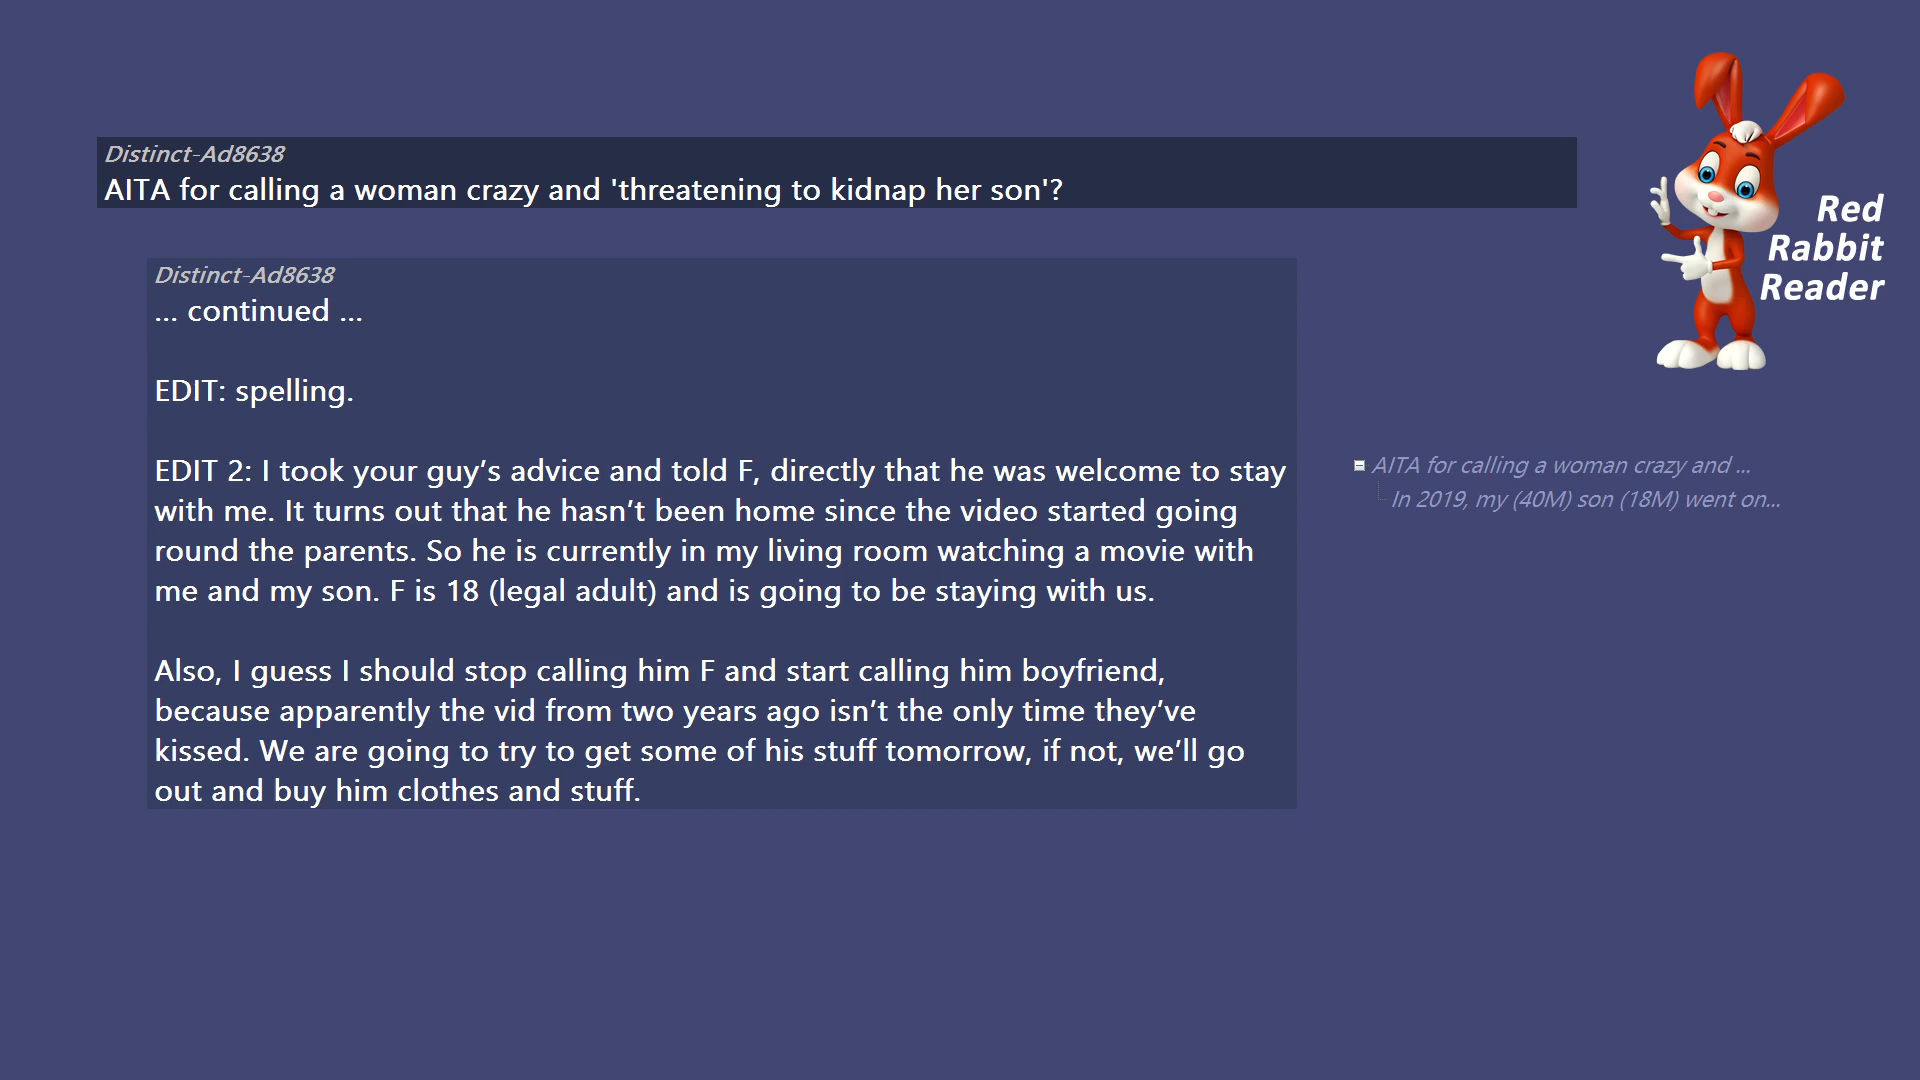 Distinct-Ad8638
AITA for calling a woman crazy and 'threatening to kidnap her son'?
Red
Rabbit
Reader
Distinct-Ad8638
... continued ...
EDIT: spelling.
EDIT 2: I took your guy’s advice and told F, directly that he was welcome to stay
with me. It turns out that he hasn’t been home since the video started going
round the parents. So he is currently in my living room watching a movie with
me and my son. F is 18 (legal adult) and is going to be staying with us.
Also, I guess I should stop calling him F and start calling him boyfriend,
because apparently the vid from two years ago isn’t the only time they’ve
kissed. We are going to try to get some of his stuff tomorrow, if not, we’ll go
out and buy him clothes and stuff.
AITA for calling a woman crazy and ...
In 2019, my (40M) son (18M) went on...